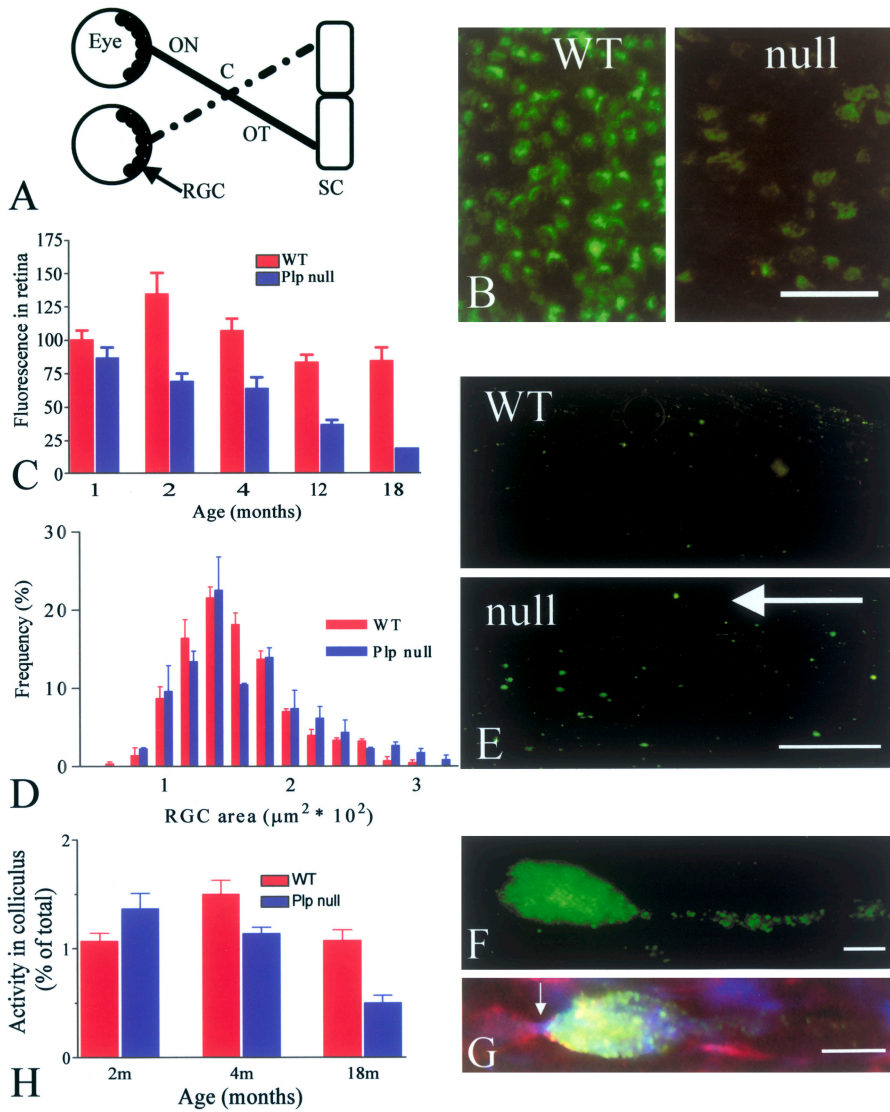 Eye
ON
C
OT
RGC
SC
A
WT
null
B
Fluorescence in retina
175
150
125
100
75
50
25
0
WT
Plp null
1 2 4 12 18
Age (months)
C
WT
null
E
Frequency (%)
30
20
10
0
WT
Plp null
1 2 3
RGC area (μm² * 10²)
D
Activity in colliculus
(% of total)
2
1
0
WT
Plp null
2m 4m 18m
Age (months)
H
F
G